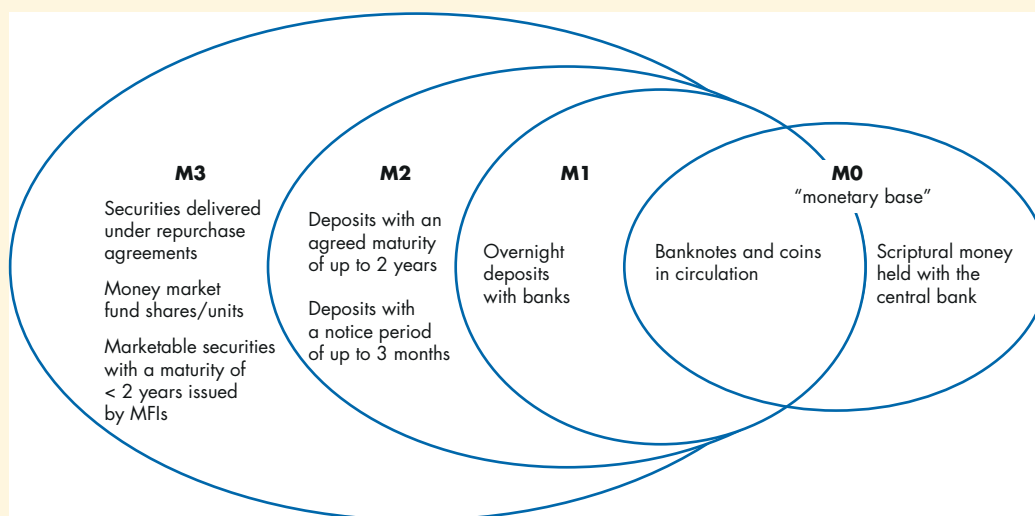 M3
Securities delivered
under repurchase
agreements
Money market
fund shares/units
Marketable securities
with a maturity of
< 2 years issued
by MFIs
M2
Deposits with an
agreed maturity
of up to 2 years
Deposits with
a notice period
of up to 3 months
M1
Overnight
deposits
with banks
M0
“monetary base”
Banknotes and coins
in circulation
Scriptural money
held with the
central bank